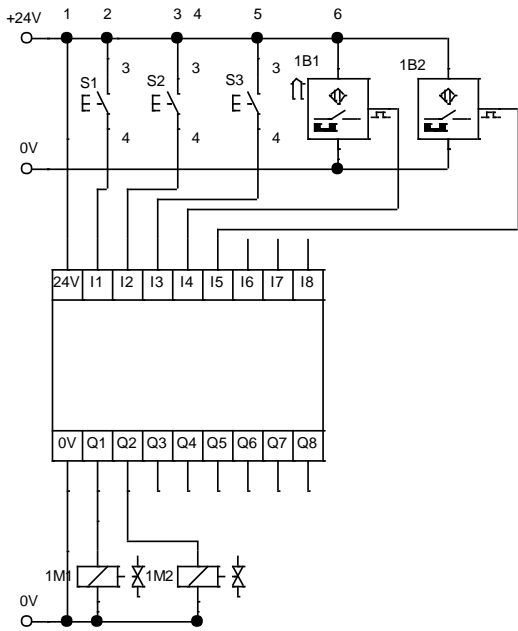 +24V 1 2 3 4 5 6
1B1 1B2
3 3 3
S1 S2 S3
4 4 4
0V
24V I1 I2 I3 I4 I5 I6 I7 I8
0V Q1 Q2 Q3 Q4 Q5 Q6 Q7 Q8
1M1 1M2
0V